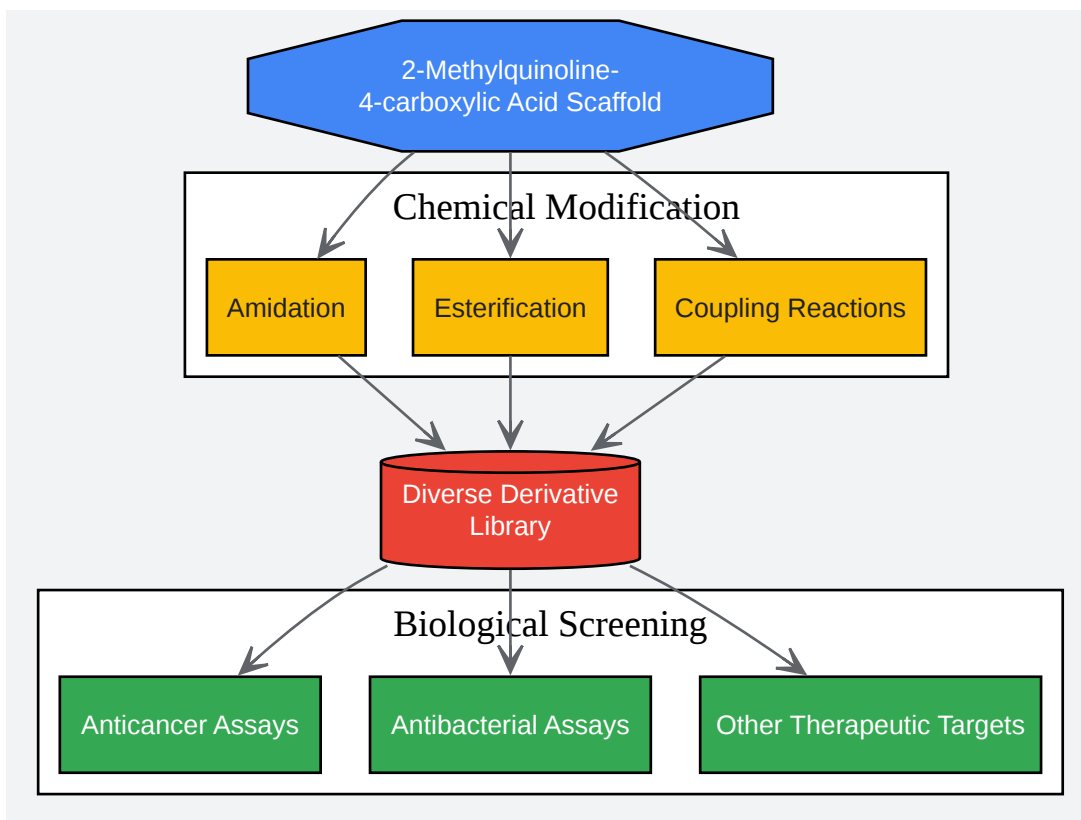 2-Methylquinoline-
4-carboxylic Acid Scaffold
Chemical Modification
Amidation
Esterification
Coupling Reactions
Diverse Derivative
Library
Biological Screening
Anticancer Assays
Antibacterial Assays
Other Therapeutic Targets